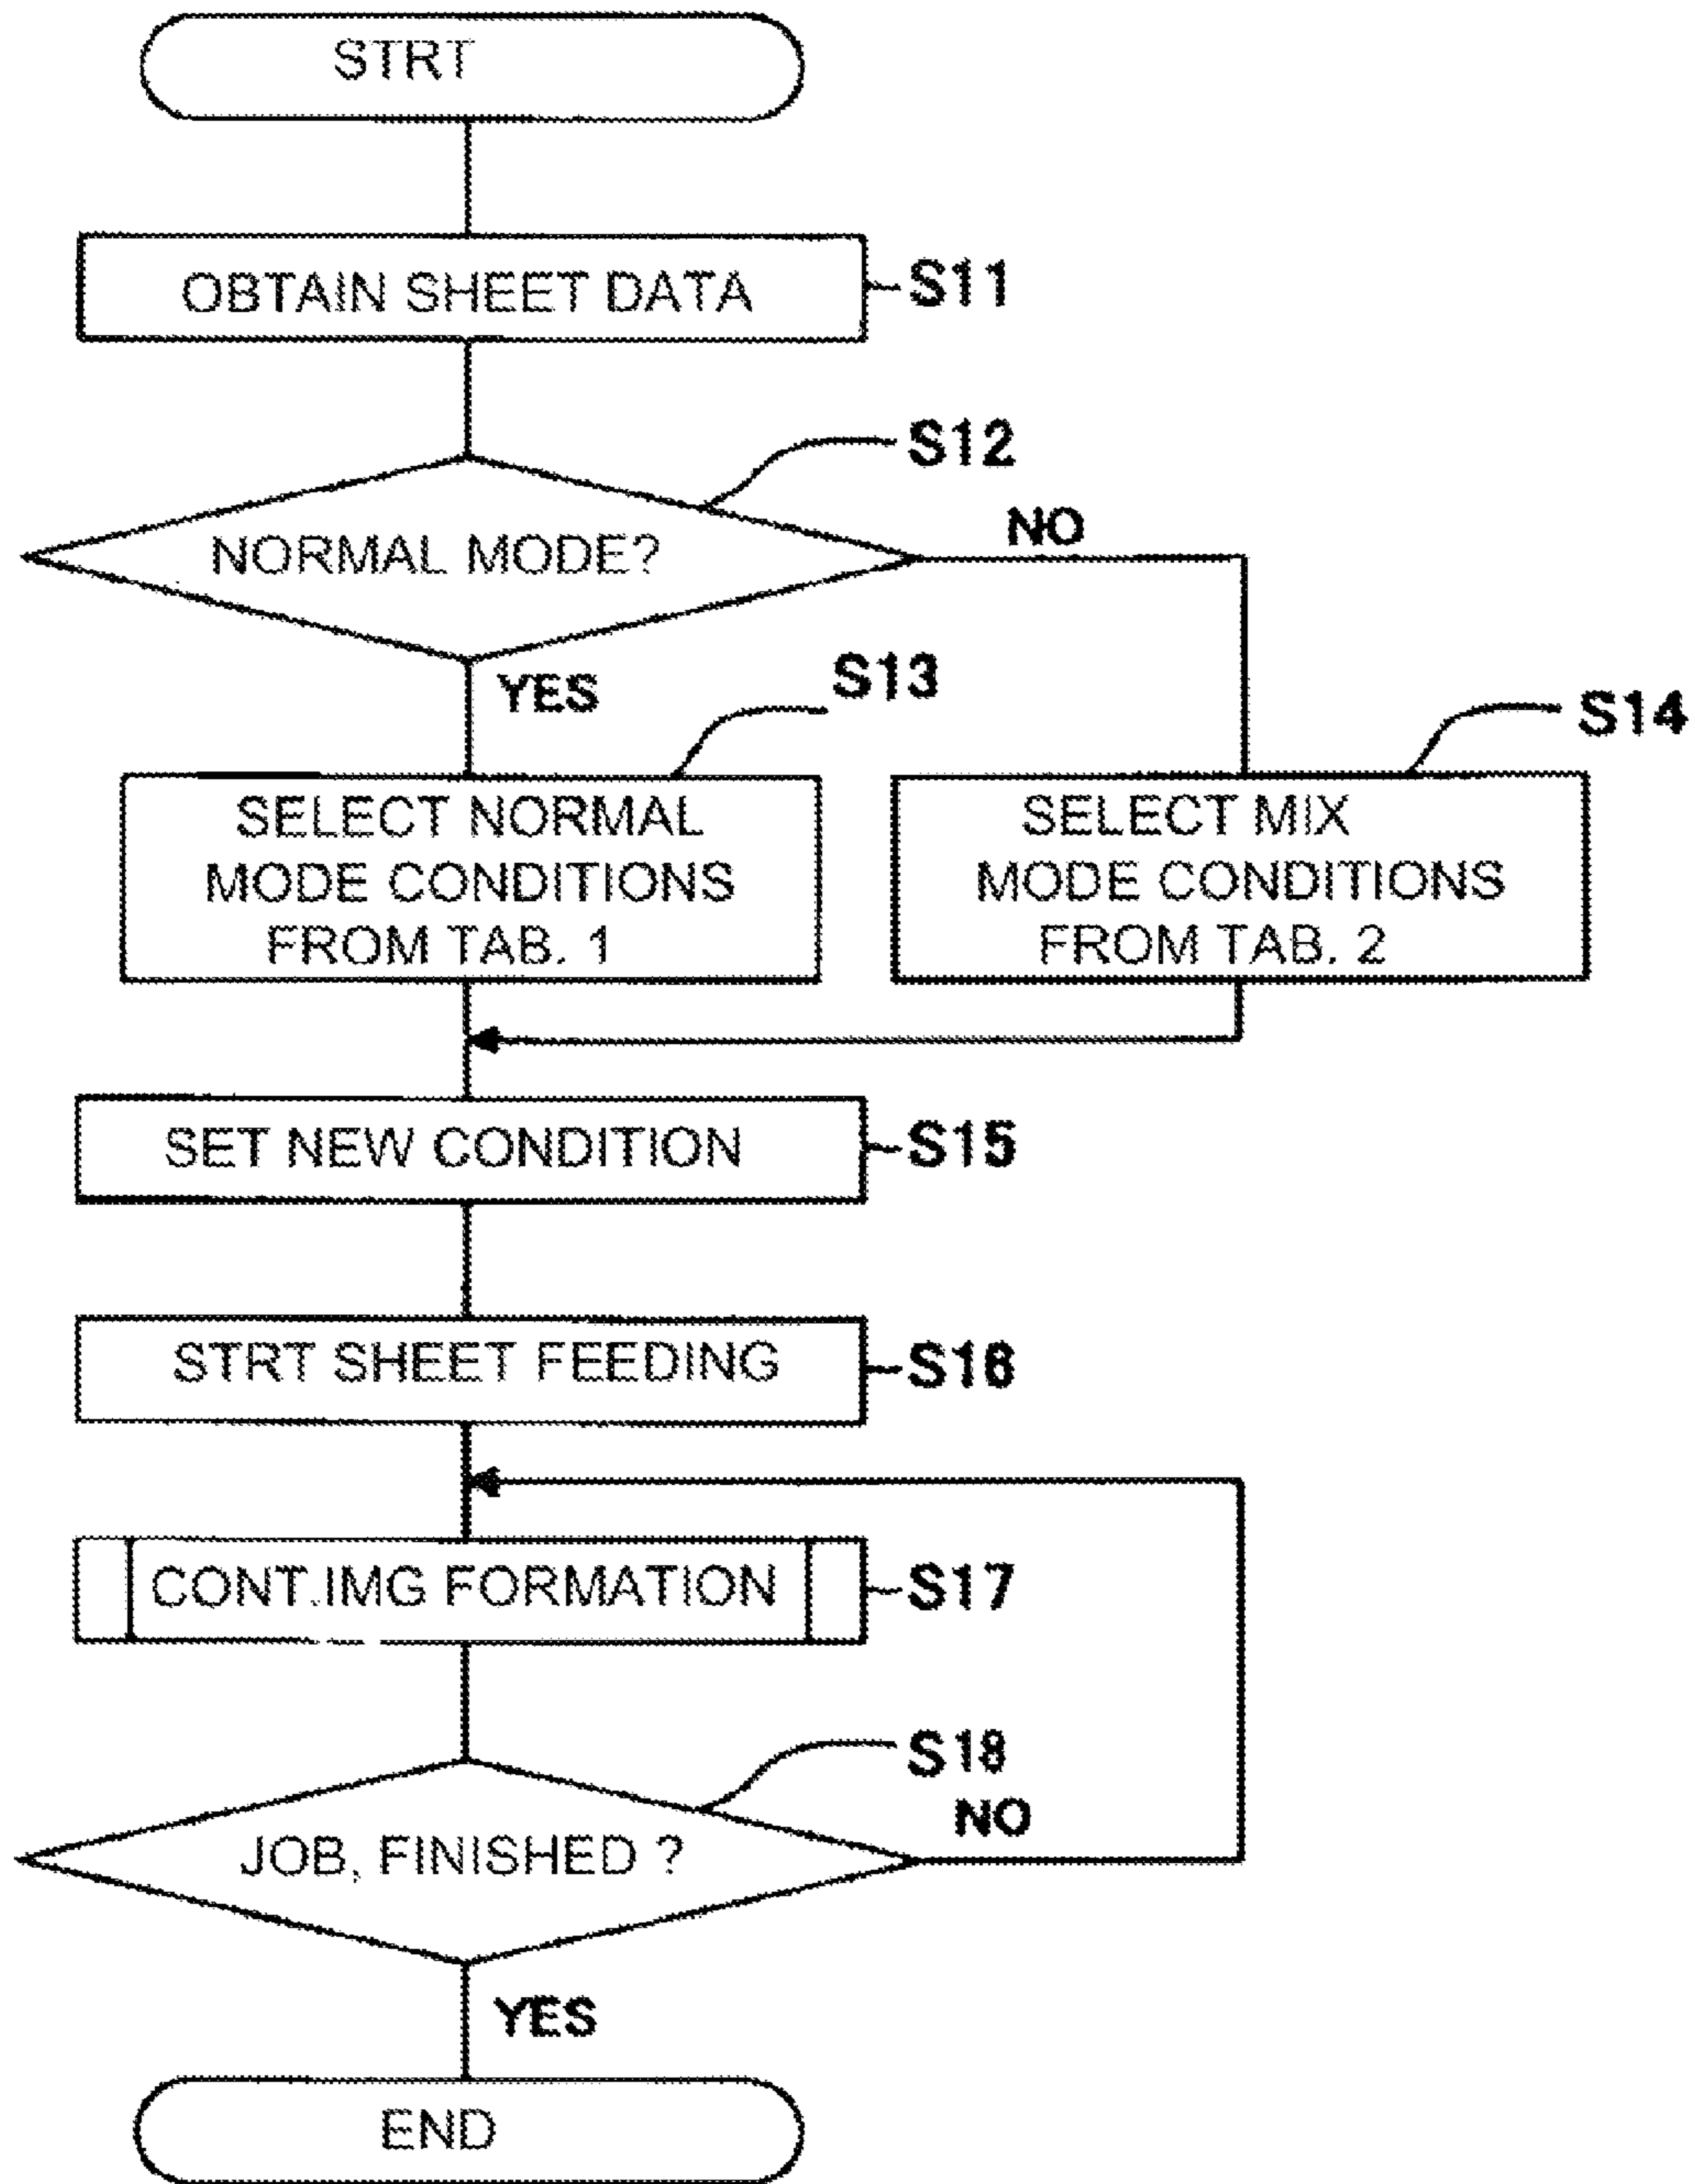 STRT
OBTAIN SHEET DATA
S11
S12
NORMAL MODE?
NO
YES
S13
S14
SELECT NORMAL
MODE CONDITIONS
FROM TAB. 1
SELECT MIX
MODE CONDITIONS
FROM TAB. 2
SET NEW CONDITION
S15
STRT SHEET FEEDING
S16
CONT.IMG FORMATION
S17
S18
JOB, FINISHED ?
NO
YES
END